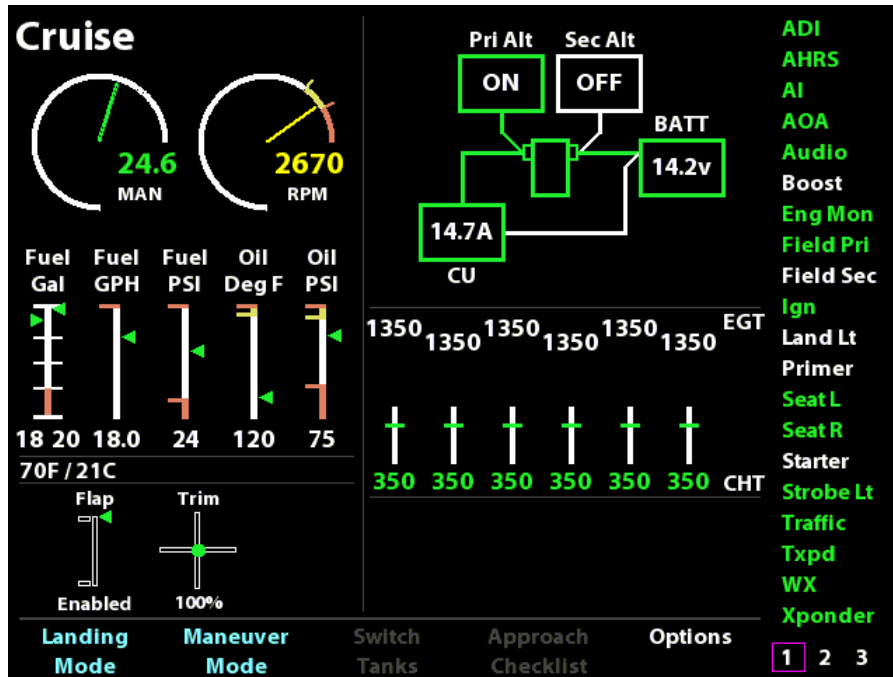 Cruise
24.6
MAN
2670
RPM
Fuel Fuel Fuel Oil Oil
Gal GPH PSI Deg F PSI
18 20 18.0 24 120 75
70F / 21C
Flap Trim
Enabled 100%
Pri Alt Sec Alt
ON OFF
BATT
14.2v
14.7A
CU
1350 1350 1350 1350 1350 1350 EGT
350 350 350 350 350 350 CHT
ADI
AHRS
AI
AOA
Audio
Boost
Eng Mon
Field Pri
Field Sec
Ign
Land Lt
Primer
Seat L
Seat R
Starter
Strobe Lt
Traffic
Txpd
WX
Xponder
Landing Maneuver Switch Approach Options
Mode Mode Tanks Checklist
1 2 3